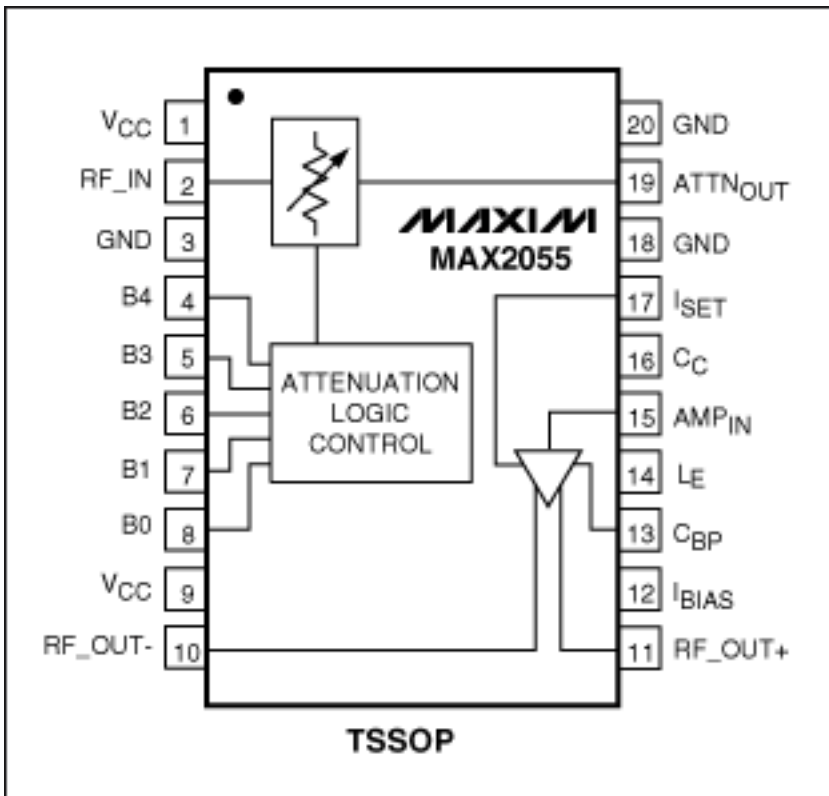 VCC 1
RF_IN 2
GND 3
B4 4
B3 5
B2 6
B1 7
B0 8
VCC 9
RF_OUT- 10
MAXIM
MAX2055
ATTENUATION
LOGIC
CONTROL
20 GND
19 ATTNOUT
18 GND
17 ISET
16 CC
15 AMPIN
14 LE
13 CBP
12 IBIAS
11 RF_OUT+
TSSOP